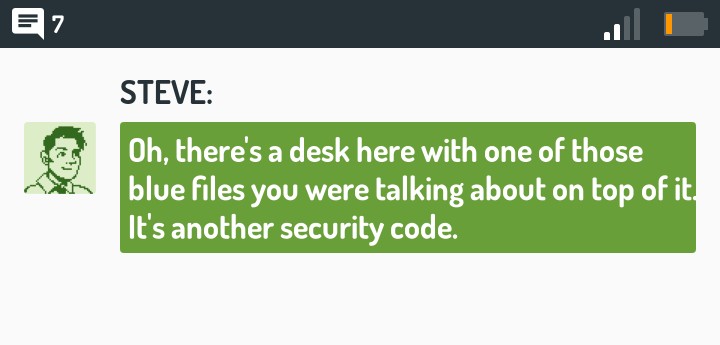 7
STEVE:
Oh, there's a desk here with one of those
blue files you were talking about on top of it.
It's another security code.